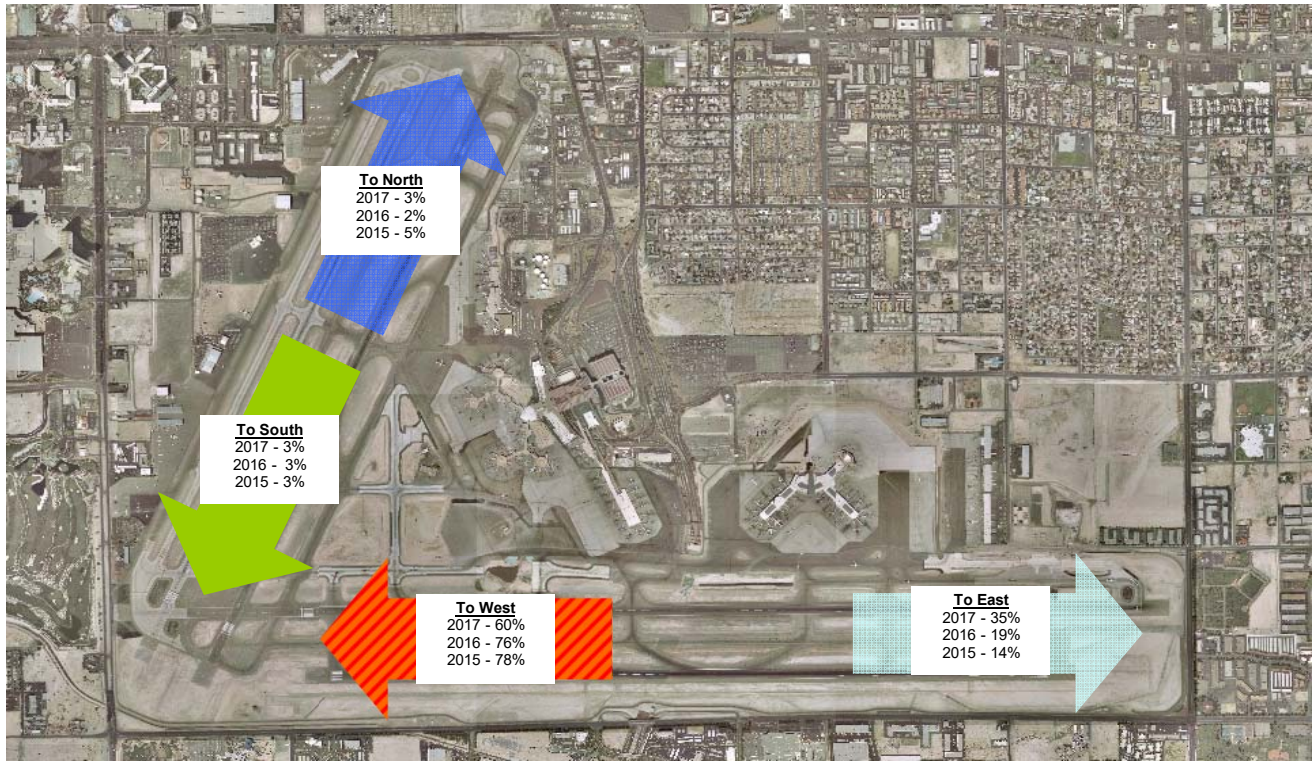 To North
2017 - 3%
2016 - 2%
2015 - 5%
To South
2017 - 3%
2016 - 3%
2015 - 3%
To West
2017 - 60%
2016 - 76%
2015 - 78%
To East
2017 - 35%
2016 - 19%
2015 - 14%